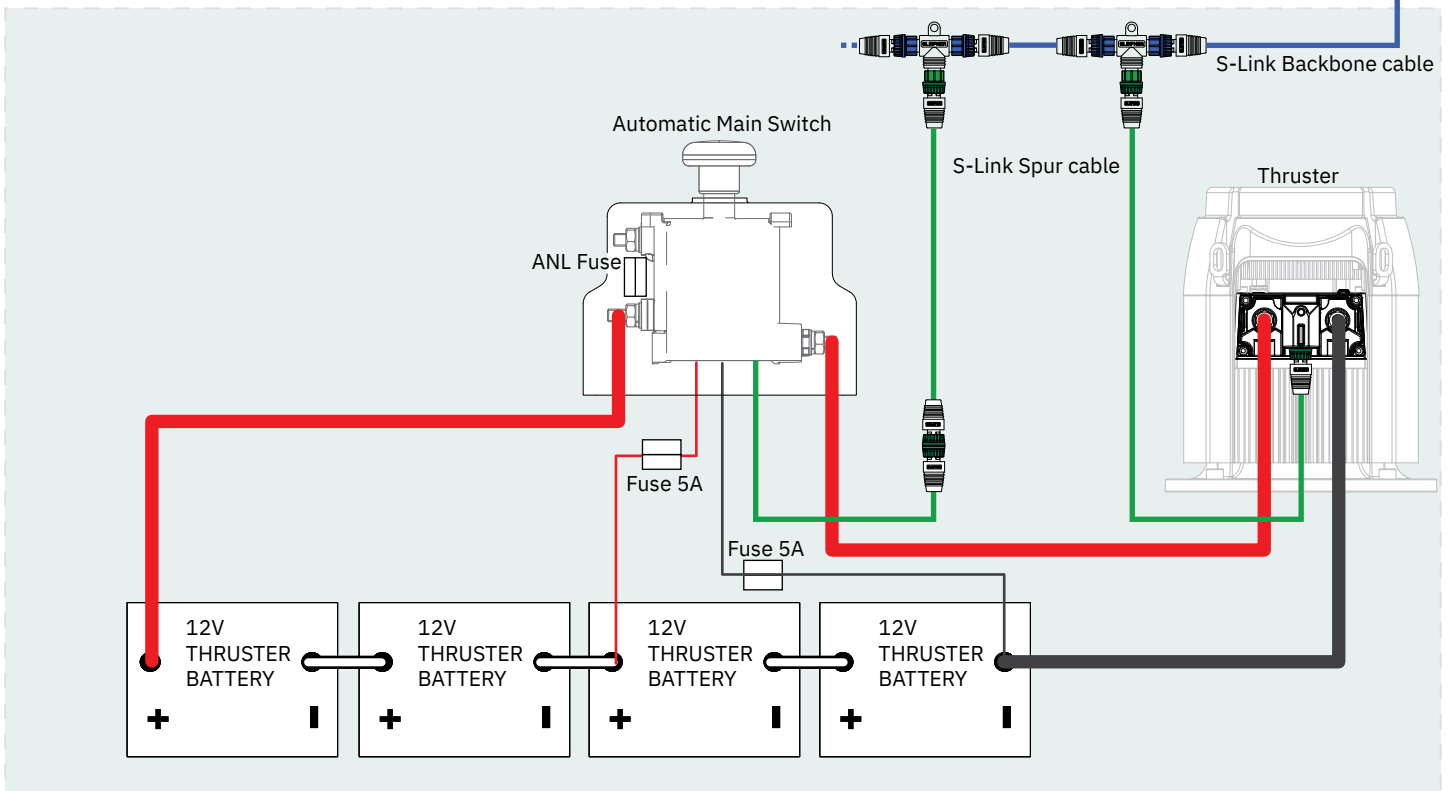 S-Link Backbone cable
Automatic Main Switch
S-Link Spur cable
Thruster
ANL Fuse
Fuse 5A
Fuse 5A
12V
THRUSTER
BATTERY
+ -
12V
THRUSTER
BATTERY
+ -
12V
THRUSTER
BATTERY
+ -
12V
THRUSTER
BATTERY
+ -